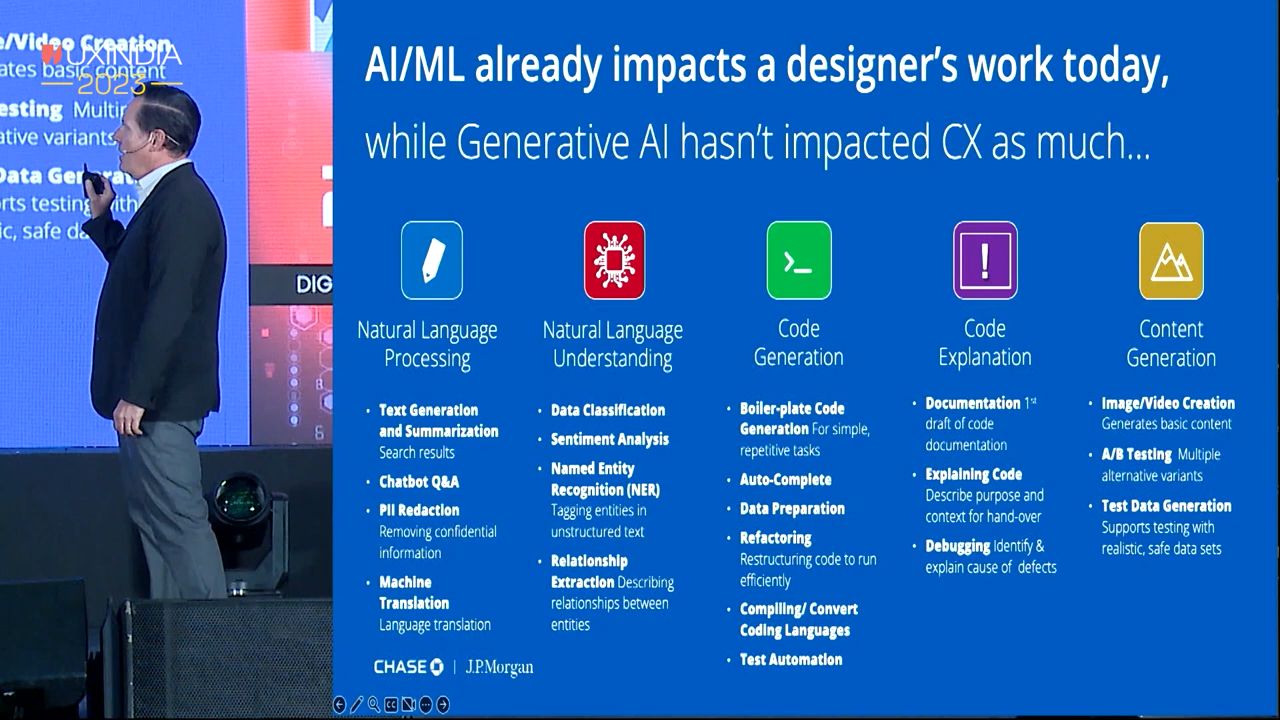 e/Video Creation
ates basic content
UXINDIA
2023
esting Multip
ative variants
Data Generat
rts testing with
ic, safe da
DIG
AI/ML already impacts a designer's work today,
while Generative AI hasn't impacted CX as much...
Natural Language
Processing
• Text Generation
and Summarization
Search results
• Chatbot Q&A
• PII Redaction
Removing confidential
information
• Machine
Translation
Language translation
Natural Language
Understanding
• Data Classification
• Sentiment Analysis
• Named Entity
Recognition (NER)
Tagging entities in
unstructured text
• Relationship
Extraction Describing
relationships between
entities
>_
Code
Generation
• Boiler-plate Code
Generation For simple,
repetitive tasks
• Auto-Complete
• Data Preparation
• Refactoring
Restructuring code to run
efficiently
• Compiling/ Convert
Coding Languages
• Test Automation
!
Code
Explanation
• Documentation 1st
draft of code
documentation
• Explaining Code
Describe purpose and
context for hand-over
• Debugging Identify &
explain cause of defects
Content
Generation
• Image/Video Creation
Generates basic content
• A/B Testing Multiple
alternative variants
• Test Data Generation
Supports testing with
realistic, safe data sets
CHASE | J.P.Morgan
CC